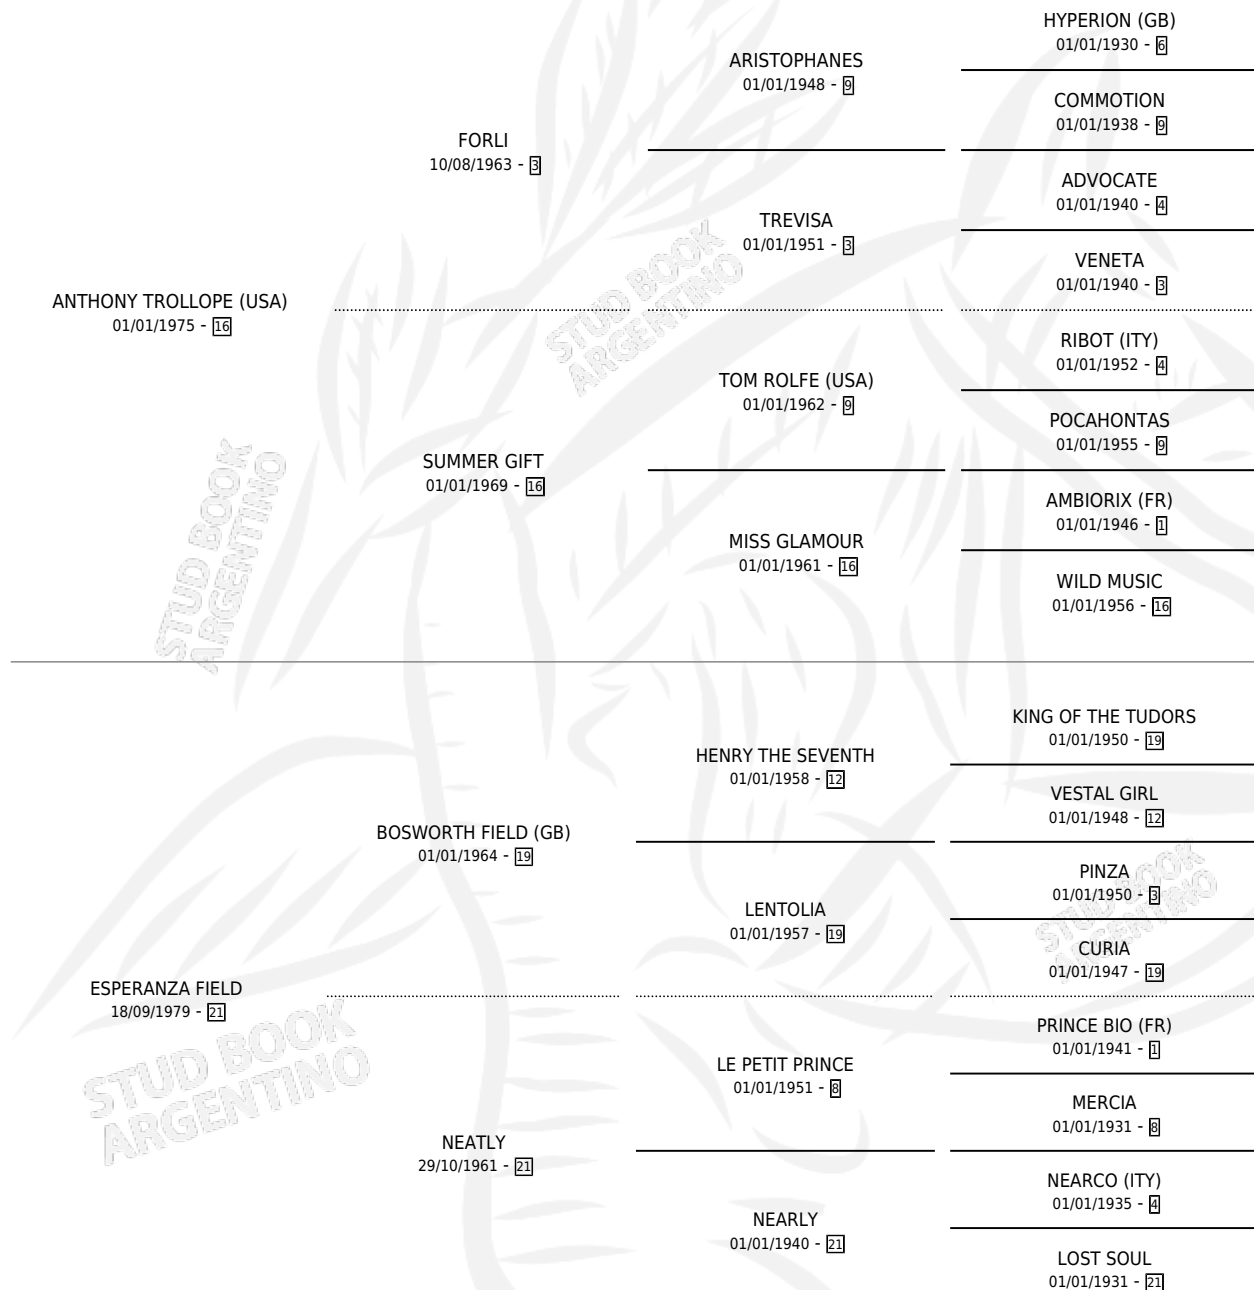 HYPERION (GB)
01/01/1930 - 6
ARISTOPHANES
01/01/1948 - 9
COMMOTION
01/01/1938 - 9
FORLI
10/08/1963 - 3
ADVOCATE
01/01/1940 - 4
TREVISA
01/01/1951 - 3
VENETA
01/01/1940 - 3
ANTHONY TROLLOPE (USA)
01/01/1975 - 16
RIBOT (ITY)
01/01/1952 - 4
TOM ROLFE (USA)
01/01/1962 - 9
POCAHONTAS
01/01/1955 - 9
SUMMER GIFT
01/01/1969 - 16
AMBIORIX (FR)
01/01/1946 - 1
MISS GLAMOUR
01/01/1961 - 16
WILD MUSIC
01/01/1956 - 16
KING OF THE TUDORS
01/01/1950 - 19
HENRY THE SEVENTH
01/01/1958 - 12
VESTAL GIRL
01/01/1948 - 12
BOSWORTH FIELD (GB)
01/01/1964 - 19
PINZA
01/01/1950 - 3
LENTOLIA
01/01/1957 - 19
CURIA
01/01/1947 - 19
ESPERANZA FIELD
18/09/1979 - 21
PRINCE BIO (FR)
01/01/1941 - 1
LE PETIT PRINCE
01/01/1951 - 8
MERCIA
01/01/1931 - 8
NEATLY
29/10/1961 - 21
NEARCO (ITY)
01/01/1935 - 4
NEARLY
01/01/1940 - 21
LOST SOUL
01/01/1931 - 21
STUD BOOK
ARGENTINO
STUD BOOK
ARGENTINO
STUD BOOK
ARGENTINO
STUD BOOK
ARGENTINO